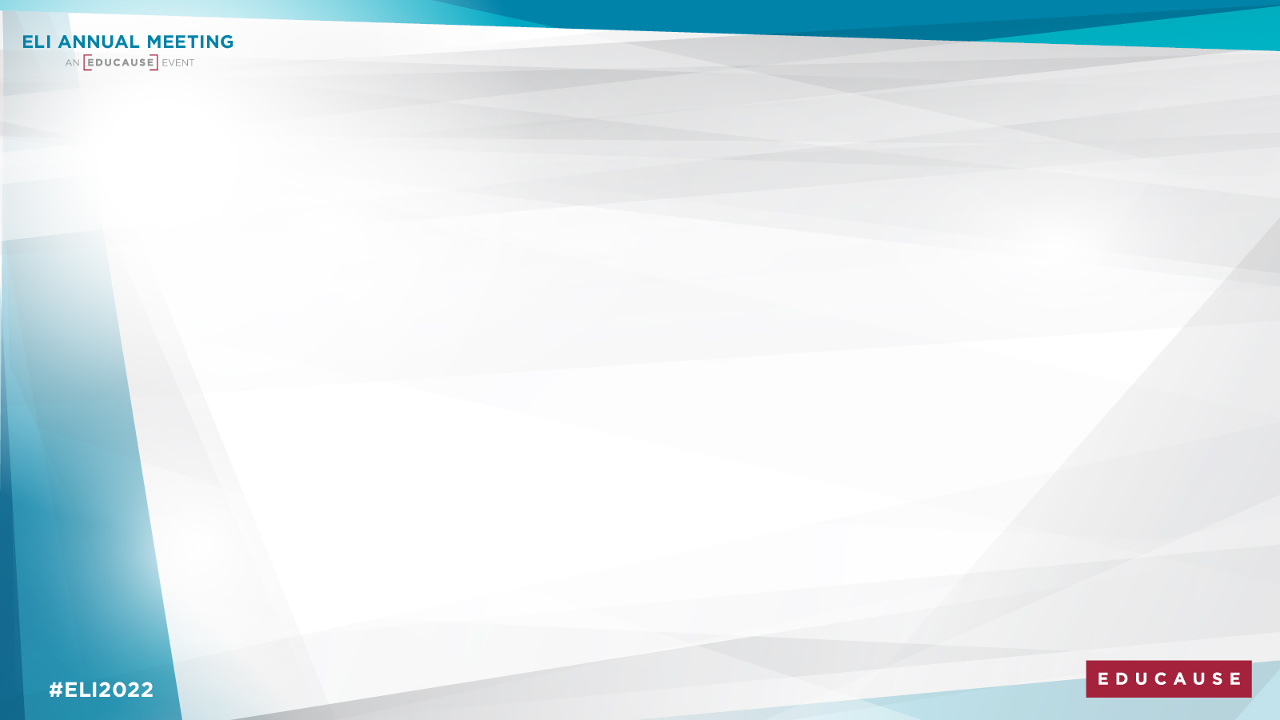 ELI ANNUAL MEETING
AN [EDUCAUSE] EVENT
#ELI2022
EDUCAUSE